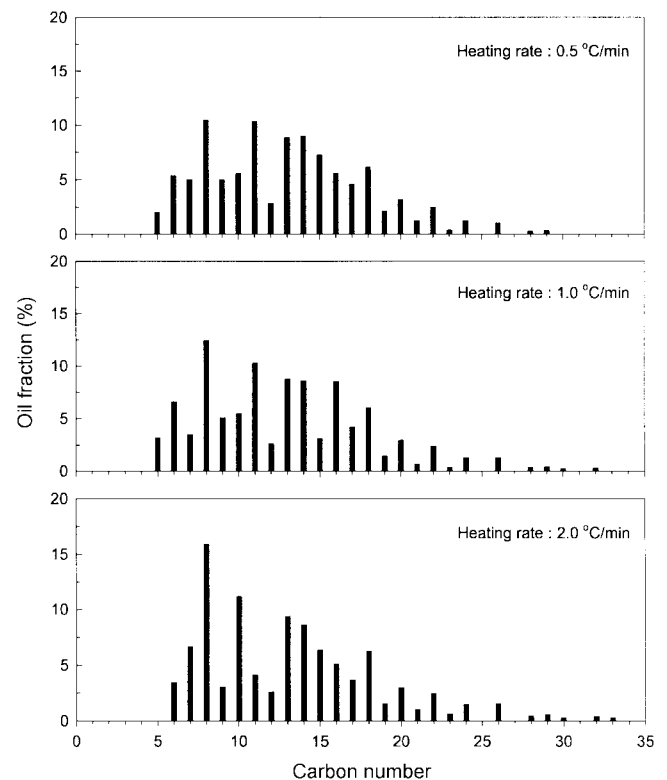 20
Heating rate : 0.5 °C/min
15
10
5
0
20
Heating rate : 1.0 °C/min
15
10
5
0
Oil fraction (%)
20
Heating rate : 2.0 °C/min
15
10
5
0
0 5 10 15 20 25 30 35
Carbon number